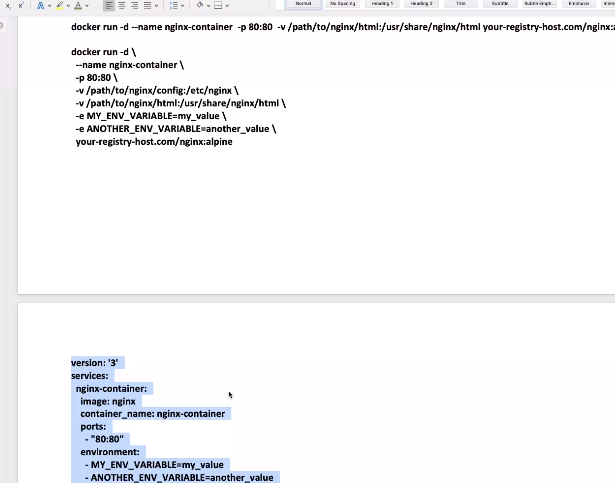 Normal No Spacing Heading 1 Heading 2 Title Subtitle Subtle Emph... Emphasis
docker run -d --name nginx-container -p 80:80 -v /path/to/nginx/html:/usr/share/nginx/html your-registry-host.com/nginx:a
docker run -d \
--name nginx-container \
-p 80:80 \
-v /path/to/nginx/config:/etc/nginx \
-v /path/to/nginx/html:/usr/share/nginx/html \
-e MY_ENV_VARIABLE=my_value \
-e ANOTHER_ENV_VARIABLE=another_value \
your-registry-host.com/nginx:alpine
version: '3'
services:
nginx-container:
image: nginx
container_name: nginx-container
ports:
- "80:80"
environment:
- MY_ENV_VARIABLE=my_value
- ANOTHER_ENV_VARIABLE=another_value